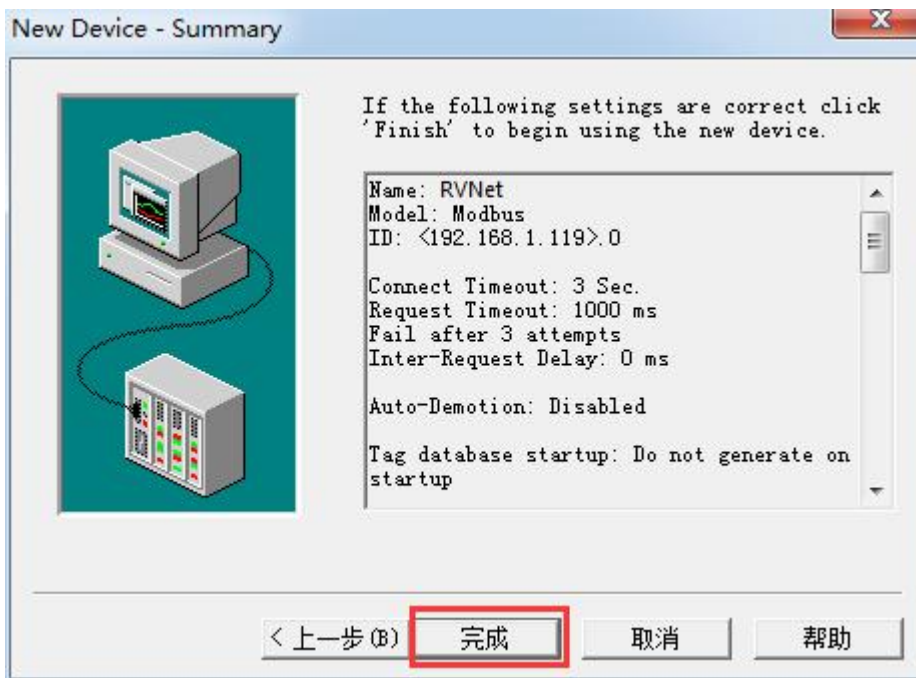 New Device - Summary
If the following settings are correct click
'Finish' to begin using the new device.
Name: RVNet
Model: Modbus
ID: <192.168.1.119>.0
Connect Timeout: 3 Sec.
Request Timeout: 1000 ms
Fail after 3 attempts
Inter-Request Delay: 0 ms
Auto-Demotion: Disabled
Tag database startup: Do not generate on
startup
< 上一步(B) 完成 取消 帮助